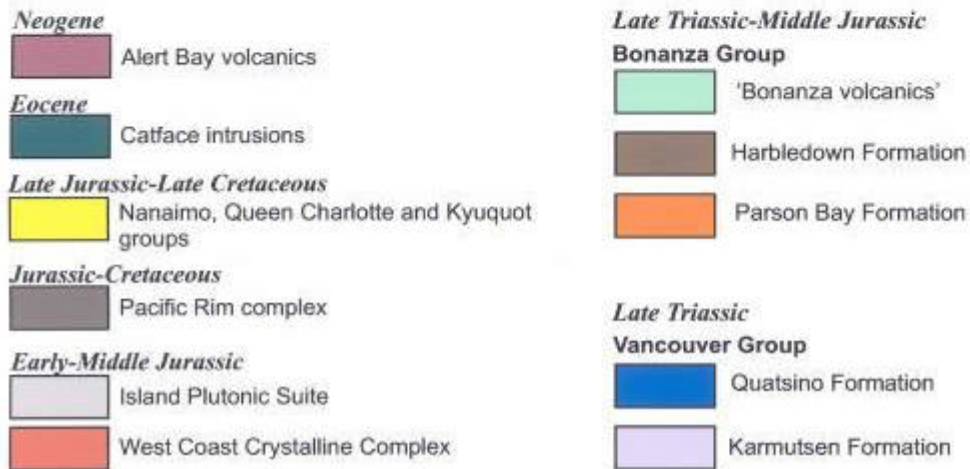 Neogene
Alert Bay volcanics
Eocene
Catface intrusions
Late Jurassic-Late Cretaceous
Nanaimo, Queen Charlotte and Kyuquot
groups
Jurassic-Cretaceous
Pacific Rim complex
Early-Middle Jurassic
Island Plutonic Suite
West Coast Crystalline Complex
Late Triassic-Middle Jurassic
Bonanza Group
'Bonanza volcanics'
Harbledown Formation
Parson Bay Formation
Late Triassic
Vancouver Group
Quatsino Formation
Karmutsen Formation